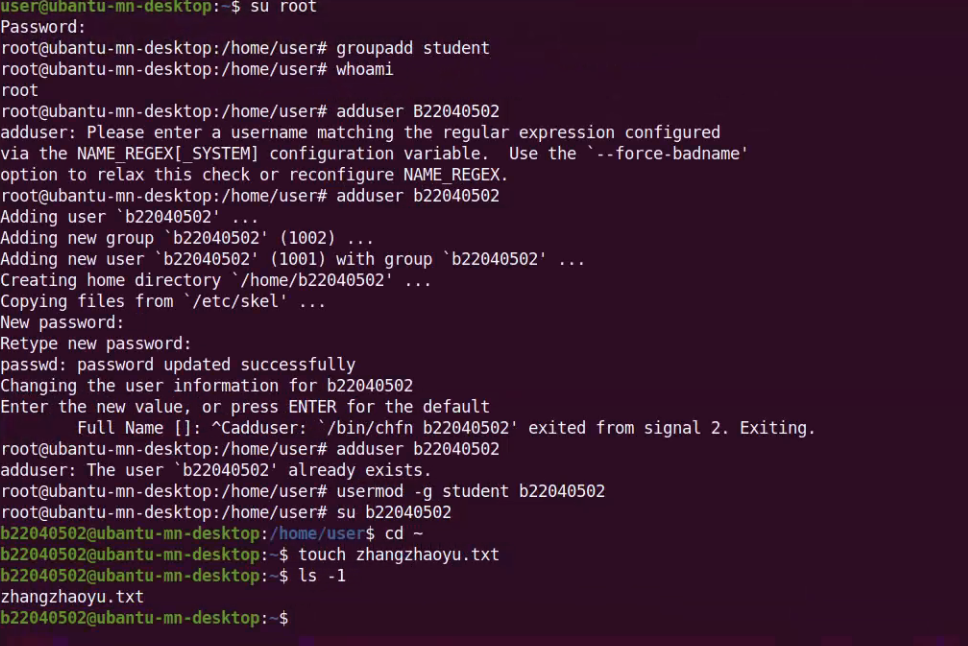 user@ubantu-mn-desktop:~$ su root
Password:
root@ubantu-mn-desktop:/home/user# groupadd student
root@ubantu-mn-desktop:/home/user# whoami
root
root@ubantu-mn-desktop:/home/user# adduser B22040502
adduser: Please enter a username matching the regular expression configured
via the NAME_REGEX[_SYSTEM] configuration variable.  Use the `--force-badname'
option to relax this check or reconfigure NAME_REGEX.
root@ubantu-mn-desktop:/home/user# adduser b22040502
Adding user `b22040502' ...
Adding new group `b22040502' (1002) ...
Adding new user `b22040502' (1001) with group `b22040502' ...
Creating home directory `/home/b22040502' ...
Copying files from `/etc/skel' ...
New password:
Retype new password:
passwd: password updated successfully
Changing the user information for b22040502
Enter the new value, or press ENTER for the default
        Full Name []: ^Cadduser: `/bin/chfn b22040502' exited from signal 2. Exiting.
root@ubantu-mn-desktop:/home/user# adduser b22040502
adduser: The user `b22040502' already exists.
root@ubantu-mn-desktop:/home/user# usermod -g student b22040502
root@ubantu-mn-desktop:/home/user# su b22040502
b22040502@ubantu-mn-desktop:/home/user$ cd ~
b22040502@ubantu-mn-desktop:~$ touch zhangzhaoyu.txt
b22040502@ubantu-mn-desktop:~$ ls -1
zhangzhaoyu.txt
b22040502@ubantu-mn-desktop:~$